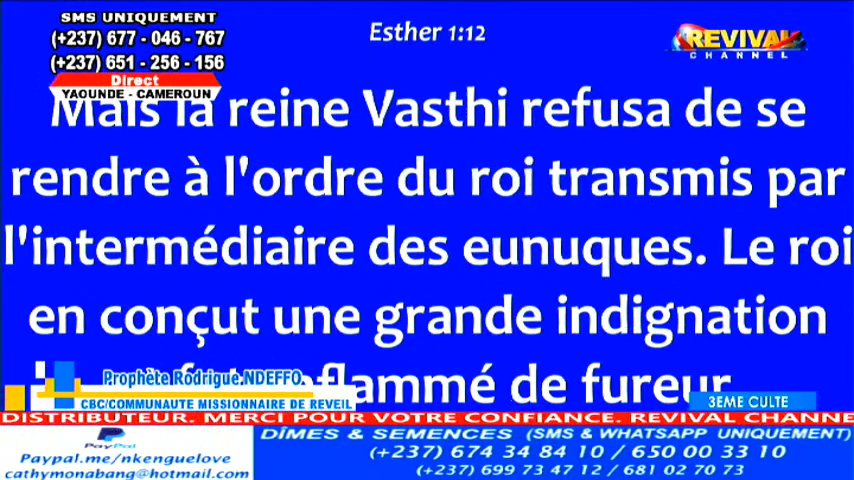 SMS UNIQUEMENT
(+237) 677 - 046 - 767
(+237) 651 - 256 - 156
Direct
YAOUNDE - CAMEROUN
Esther 1:12
REVIVAL
CHANNEL
Mais la reine Vasthi refusa de se
rendre à l'ordre du roi transmis par
l'intermédiaire des eunuques. Le roi
en conçut une grande indignation
de fureur
Prophète Rodrigue NDEFFO
CBC/COMMUNAUTE MISSIONNAIRE DE REVEIL
3EME CULTE
DISTRIBUTEUR. MERCI POUR VOTRE CONFIANCE. REVIVAL CHANNE
PayPal
Paypal.me/nkenguelove
cathymonabang@hotmail.com
DÎMES & SEMENCES (SMS & WHATSAPP UNIQUEMENT)
(+237) 674 34 84 10 / 650 00 33 10
(+237) 699 73 47 12 / 681 02 70 73